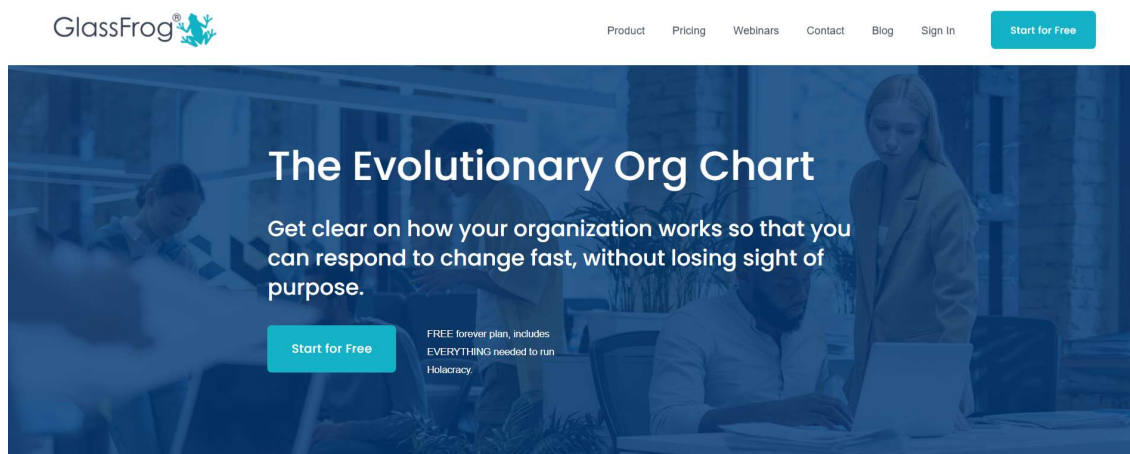 GlassFrog®
Product Pricing Webinars Contact Blog Sign In Start for Free
The Evolutionary Org Chart
Get clear on how your organization works so that you
can respond to change fast, without losing sight of
purpose.
Start for Free
FREE forever plan, includes
EVERYTHING needed to run
Holacracy.